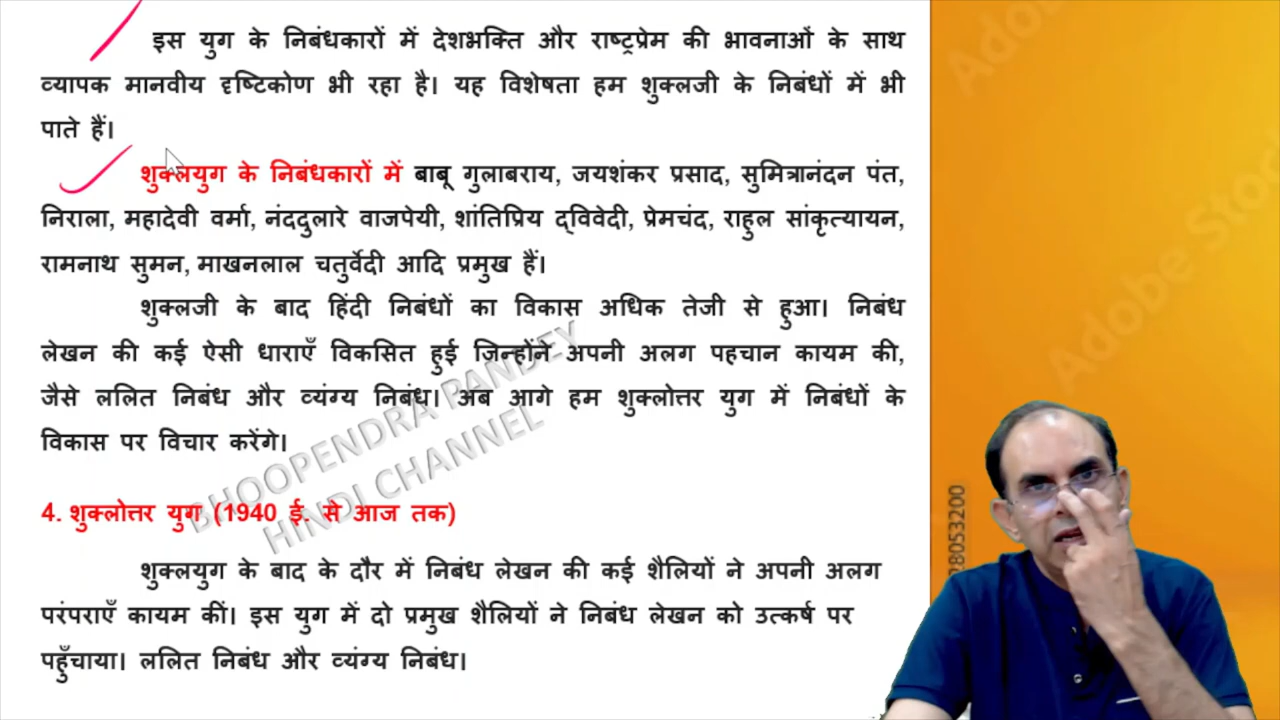 इस युग के निबंधकारों में देशभक्ति और राष्ट्रप्रेम की भावनाओं के साथ
व्यापक मानवीय दृष्टिकोण भी रहा है। यह विशेषता हम शुक्लजी के निबंधों में भी
पाते हैं।
शुक्लयुग के निबंधकारों में बाबू गुलाबराय, जयशंकर प्रसाद, सुमित्रानंदन पंत,
निराला, महादेवी वर्मा, नंददुलारे वाजपेयी, शांतिप्रिय द्विवेदी, प्रेमचंद, राहुल सांकृत्यायन,
रामनाथ सुमन, माखनलाल चतुर्वेदी आदि प्रमुख हैं।
शुक्लजी के बाद हिंदी निबंधों का विकास अधिक तेजी से हुआ। निबंध
लेखन की कई ऐसी धाराएँ विकसित हुई जिन्होंने अपनी अलग पहचान कायम की,
जैसे ललित निबंध और व्यंग्य निबंध। अब आगे हम शुक्लोत्तर युग में निबंधों के
विकास पर विचार करेंगे।
BHOOPENDRA PANDEY
HINDI CHANNEL
4. शुक्लोत्तर युग (1940 ई. से आज तक)
शुक्लयुग के बाद के दौर में निबंध लेखन की कई शैलियों ने अपनी अलग
परंपराएँ कायम कीं। इस युग में दो प्रमुख शैलियों ने निबंध लेखन को उत्कर्ष पर
पहुँचाया। ललित निबंध और व्यंग्य निबंध।
Adobe Stock